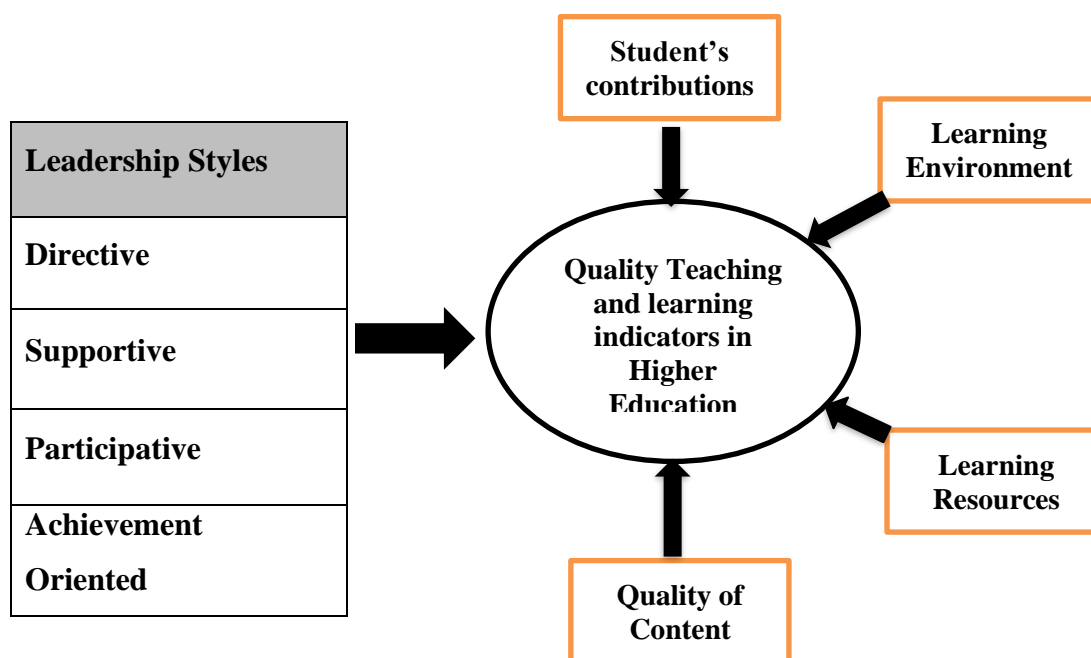 Student’s
contributions
Learning
Environment
Leadership Styles
Directive
Supportive
Participative
Achievement
Oriented
Quality Teaching
and learning
indicators in
Higher
Education
Learning
Resources
Quality of
Content